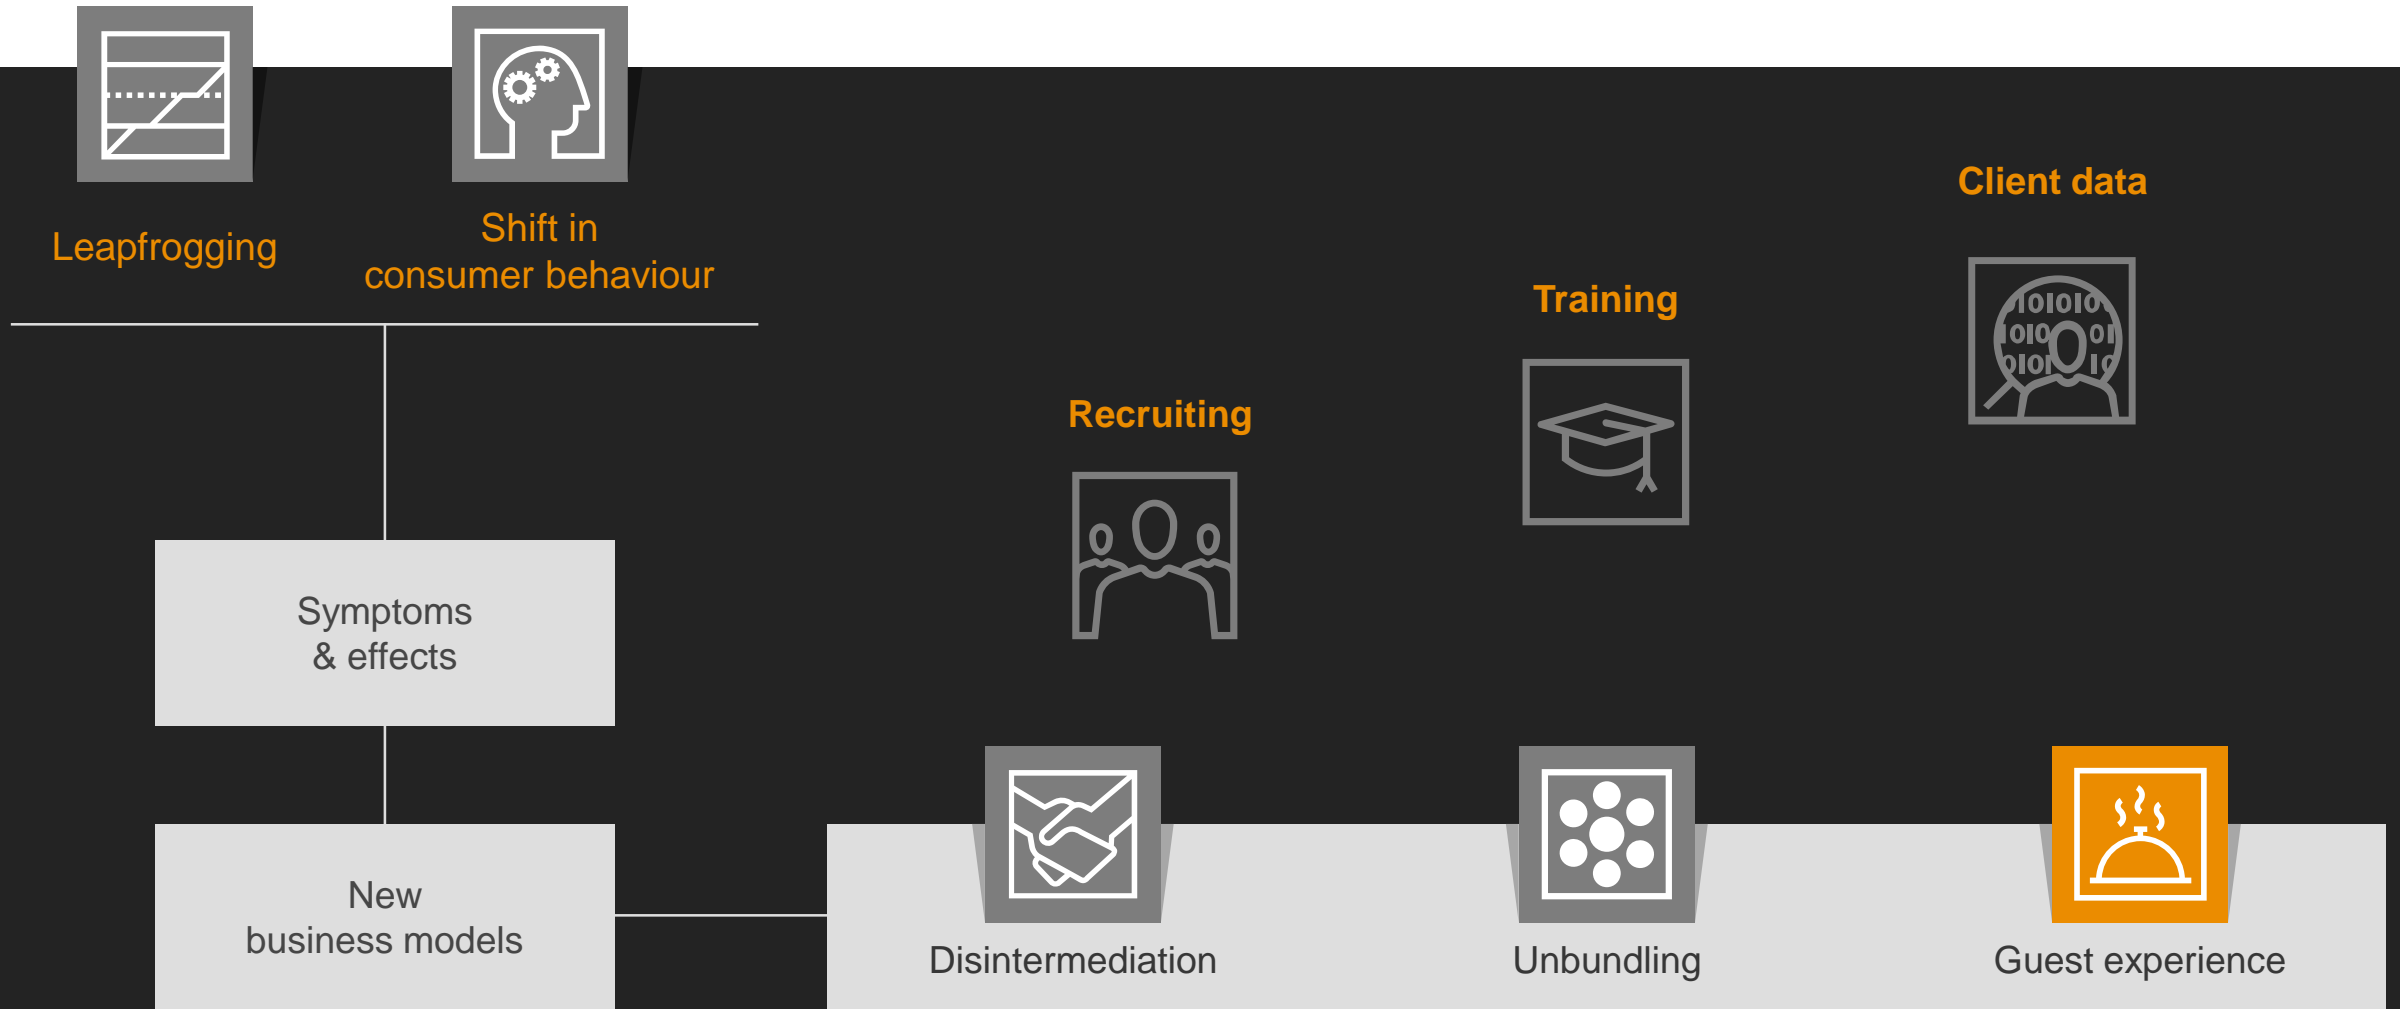 Leapfrogging
Shift in
consumer behaviour
Client data
Training
Recruiting
Symptoms
& effects
New
business models
Disintermediation
Unbundling
Guest experience